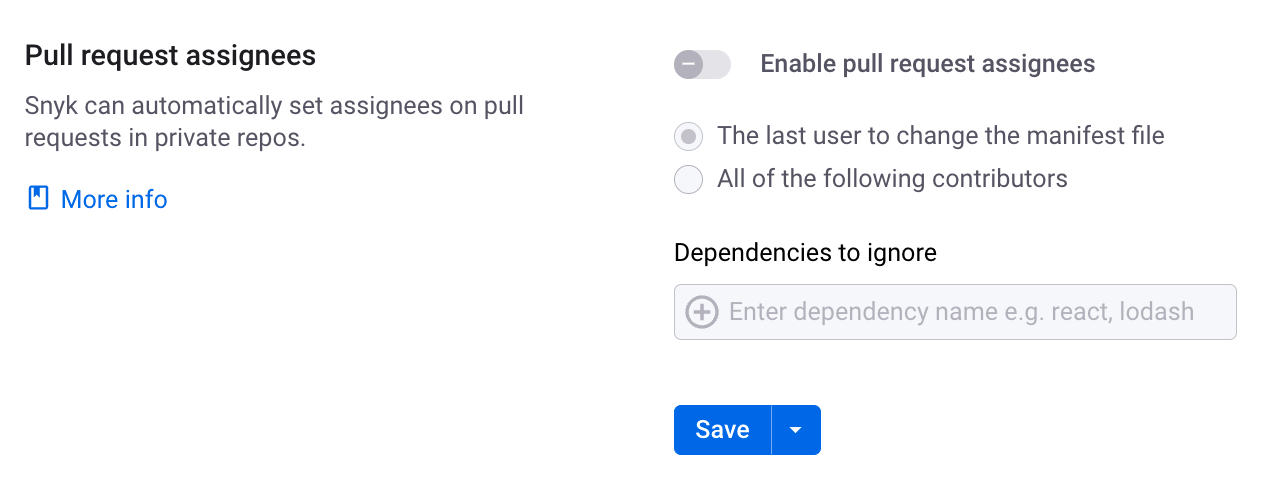 Pull request assignees
Snyk can automatically set assignees on pull
requests in private repos.
More info
Enable pull request assignees
The last user to change the manifest file
All of the following contributors
Dependencies to ignore
Enter dependency name e.g. react, lodash
Save